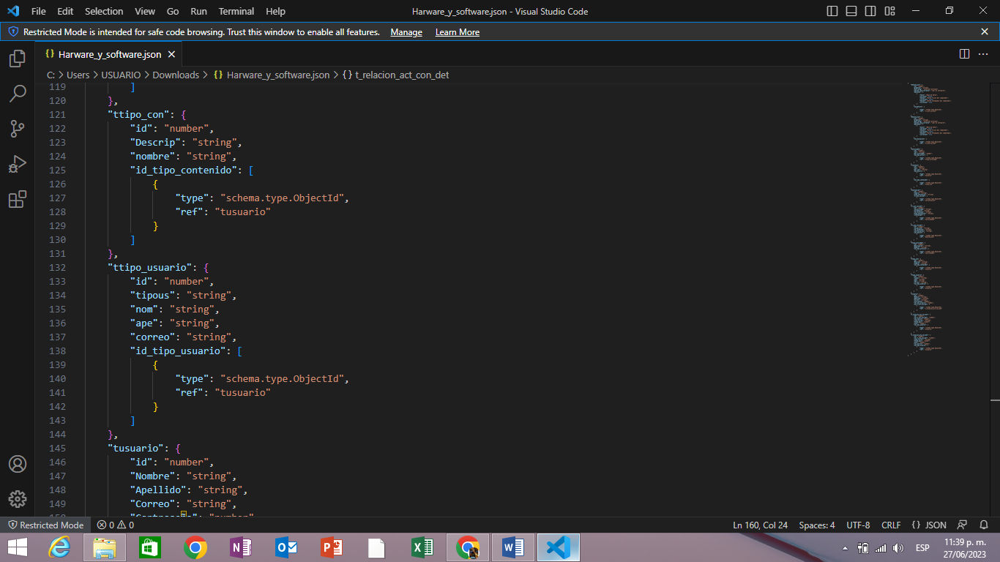 File Edit Selection View Go Run Terminal Help Harware_y_software.json - Visual Studio Code
Restricted Mode is intended for safe code browsing. Trust this window to enable all features. Manage Learn More
{} Harware_y_software.json
C: > Users > USUARIO > Downloads > {} Harware_y_software.json > {} t_relacion_act_con_det
119 ]
120 },
121 "ttipo_con": {
122 "id": "number",
123 "Descrip": "string",
124 "nombre": "string",
125 "id_tipo_contenido": [
126 {
127 "type": "schema.type.ObjectId",
128 "ref": "tusuario"
129 }
130 ]
131 },
132 "ttipo_usuario": {
133 "id": "number",
134 "tipous": "string",
135 "nom": "string",
136 "ape": "string",
137 "correo": "string",
138 "id_tipo_usuario": [
139 {
140 "type": "schema.type.ObjectId",
141 "ref": "tusuario"
142 }
143 ]
144 },
145 "tusuario": {
146 "id": "number",
147 "Nombre": "string",
148 "Apellido": "string",
149 "Correo": "string",
Restricted Mode 0 0 Ln 160, Col 24 Spaces: 4 UTF-8 CRLF {} JSON
ESP
11:39 p. m.
27/06/2023